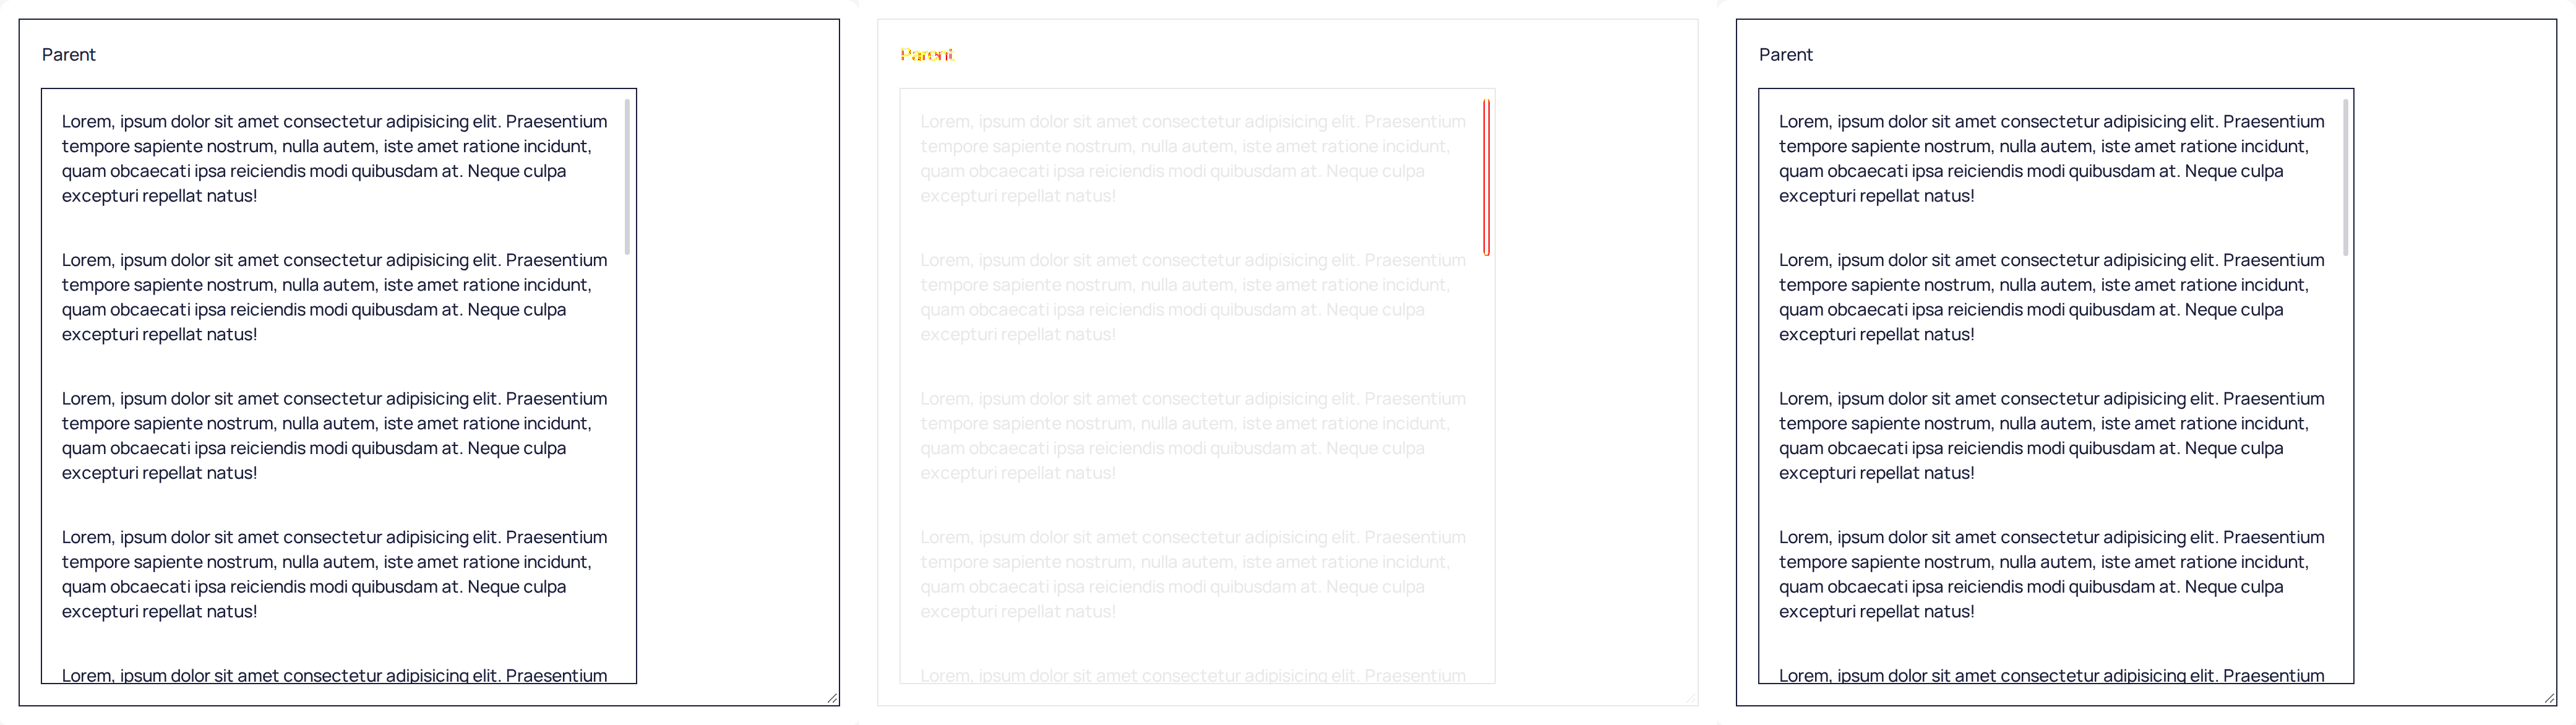 Parent
Lorem, ipsum dolor sit amet consectetur adipisicing elit. Praesentium
tempore sapiente nostrum, nulla autem, iste amet ratione incidunt,
quam obcaecati ipsa reiciendis modi quibusdam at. Neque culpa
excepturi repellat natus!
Lorem, ipsum dolor sit amet consectetur adipisicing elit. Praesentium
tempore sapiente nostrum, nulla autem, iste amet ratione incidunt,
quam obcaecati ipsa reiciendis modi quibusdam at. Neque culpa
excepturi repellat natus!
Lorem, ipsum dolor sit amet consectetur adipisicing elit. Praesentium
tempore sapiente nostrum, nulla autem, iste amet ratione incidunt,
quam obcaecati ipsa reiciendis modi quibusdam at. Neque culpa
excepturi repellat natus!
Lorem, ipsum dolor sit amet consectetur adipisicing elit. Praesentium
tempore sapiente nostrum, nulla autem, iste amet ratione incidunt,
quam obcaecati ipsa reiciendis modi quibusdam at. Neque culpa
excepturi repellat natus!
Lorem, ipsum dolor sit amet consectetur adipisicing elit. Praesentium
Parent
Lorem, ipsum dolor sit amet consectetur adipisicing elit. Praesentium
tempore sapiente nostrum, nulla autem, iste amet ratione incidunt,
quam obcaecati ipsa reiciendis modi quibusdam at. Neque culpa
excepturi repellat natus!
Lorem, ipsum dolor sit amet consectetur adipisicing elit. Praesentium
tempore sapiente nostrum, nulla autem, iste amet ratione incidunt,
quam obcaecati ipsa reiciendis modi quibusdam at. Neque culpa
excepturi repellat natus!
Lorem, ipsum dolor sit amet consectetur adipisicing elit. Praesentium
tempore sapiente nostrum, nulla autem, iste amet ratione incidunt,
quam obcaecati ipsa reiciendis modi quibusdam at. Neque culpa
excepturi repellat natus!
Lorem, ipsum dolor sit amet consectetur adipisicing elit. Praesentium
tempore sapiente nostrum, nulla autem, iste amet ratione incidunt,
quam obcaecati ipsa reiciendis modi quibusdam at. Neque culpa
excepturi repellat natus!
Lorem, ipsum dolor sit amet consectetur adipisicing elit. Praesentium
Parent
Lorem, ipsum dolor sit amet consectetur adipisicing elit. Praesentium
tempore sapiente nostrum, nulla autem, iste amet ratione incidunt,
quam obcaecati ipsa reiciendis modi quibusdam at. Neque culpa
excepturi repellat natus!
Lorem, ipsum dolor sit amet consectetur adipisicing elit. Praesentium
tempore sapiente nostrum, nulla autem, iste amet ratione incidunt,
quam obcaecati ipsa reiciendis modi quibusdam at. Neque culpa
excepturi repellat natus!
Lorem, ipsum dolor sit amet consectetur adipisicing elit. Praesentium
tempore sapiente nostrum, nulla autem, iste amet ratione incidunt,
quam obcaecati ipsa reiciendis modi quibusdam at. Neque culpa
excepturi repellat natus!
Lorem, ipsum dolor sit amet consectetur adipisicing elit. Praesentium
tempore sapiente nostrum, nulla autem, iste amet ratione incidunt,
quam obcaecati ipsa reiciendis modi quibusdam at. Neque culpa
excepturi repellat natus!
Lorem, ipsum dolor sit amet consectetur adipisicing elit. Praesentium